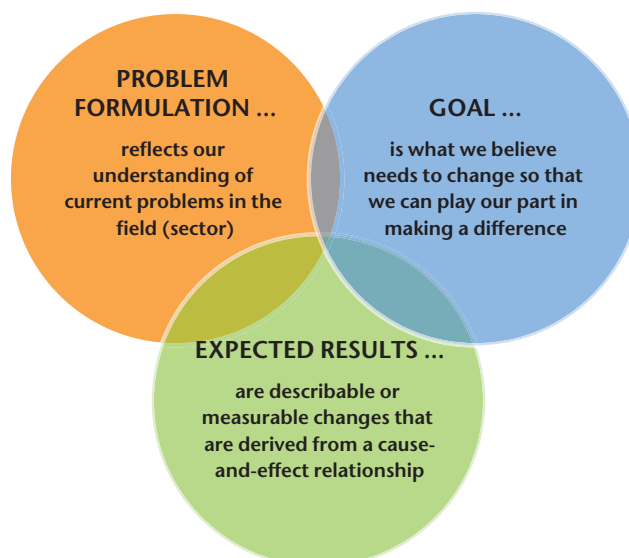 PROBLEM
FORMULATION ...
reflects our
understanding of
current problems in the
field (sector)
GOAL ...
is what we believe
needs to change so that
we can play our part in
making a difference
EXPECTED RESULTS ...
are describable or
measurable changes that
are derived from a cause-
and-effect relationship